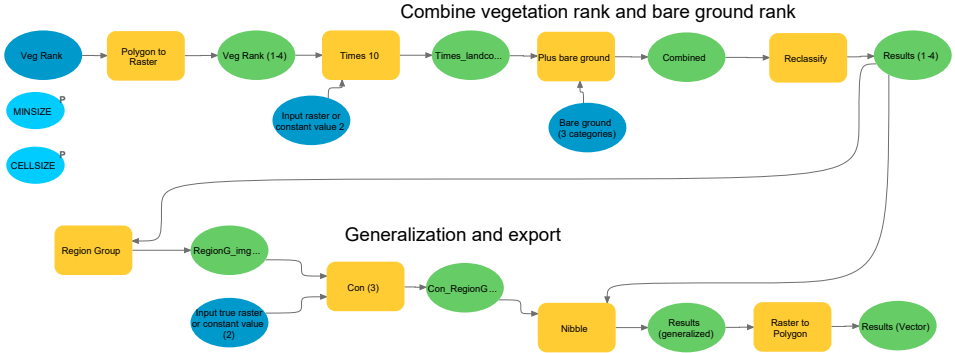 Combine vegetation rank and bare ground rank
Veg Rank
Polygon to
Raster
Veg Rank (1-4)
Times 10
Times_landco...
Plus bare ground
Combined
Reclassify
Results (1-4)
P
MINSIZE
Input raster or
constant value 2
Bare ground
(3 categories)
P
CELLSIZE
Generalization and export
Region Group
RegionG_img...
Con (3)
Con_RegionG...
Input true raster
or constant value
(2)
Nibble
Results
(generalized)
Raster to
Polygon
Results (Vector)